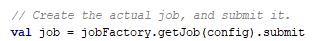 // Create the actual job, and submit it.
val job = jobFactory.getJob(config).submit